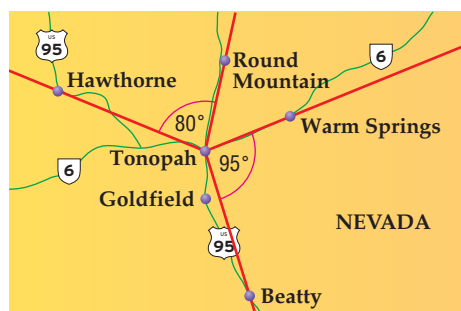 US
95
Hawthorne
Round
Mountain
6
80°
Warm Springs
Tonopah
95°
6
Goldfield
US
95
NEVADA
Beatty